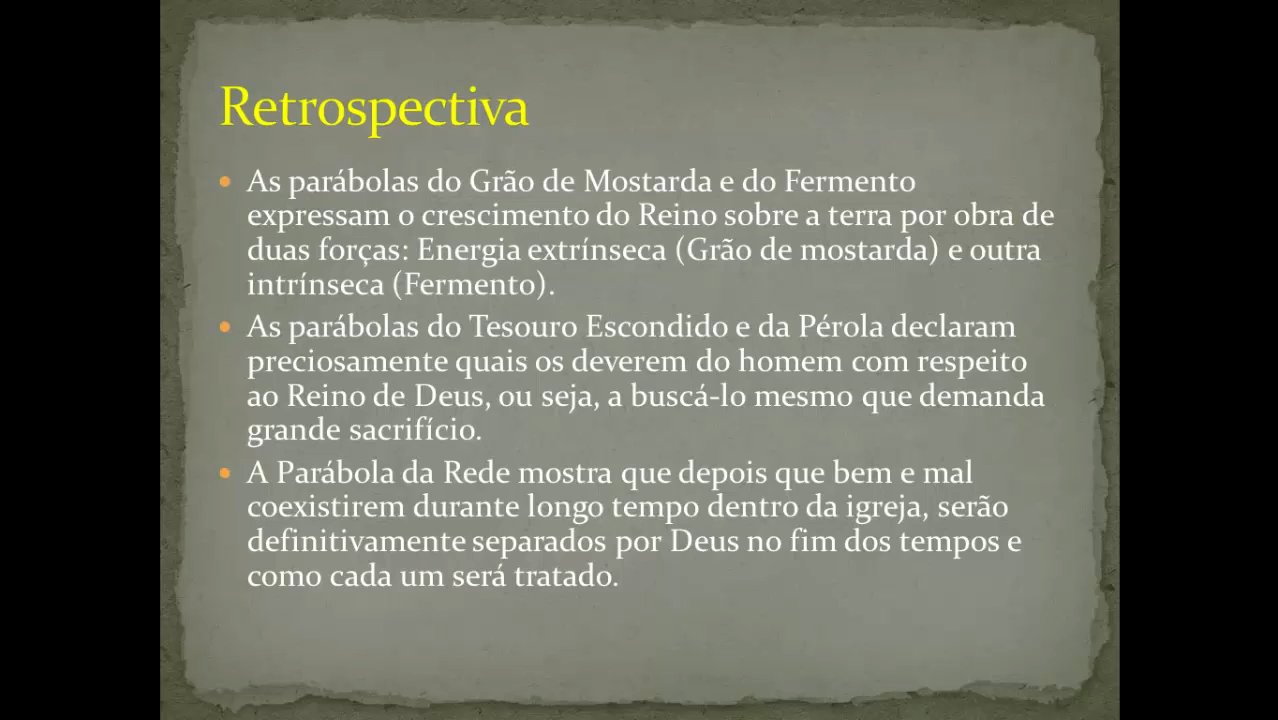 Retrospectiva
• As parábolas do Grão de Mostarda e do Fermento
expressam o crescimento do Reino sobre a terra por obra de
duas forças: Energia extrínseca (Grão de mostarda) e outra
intrínseca (Fermento).
• As parábolas do Tesouro Escondido e da Pérola declaram
preciosamente quais os deverem do homem com respeito
ao Reino de Deus, ou seja, a buscá-lo mesmo que demanda
grande sacrifício.
• A Parábola da Rede mostra que depois que bem e mal
coexistirem durante longo tempo dentro da igreja, serão
definitivamente separados por Deus no fim dos tempos e
como cada um será tratado.